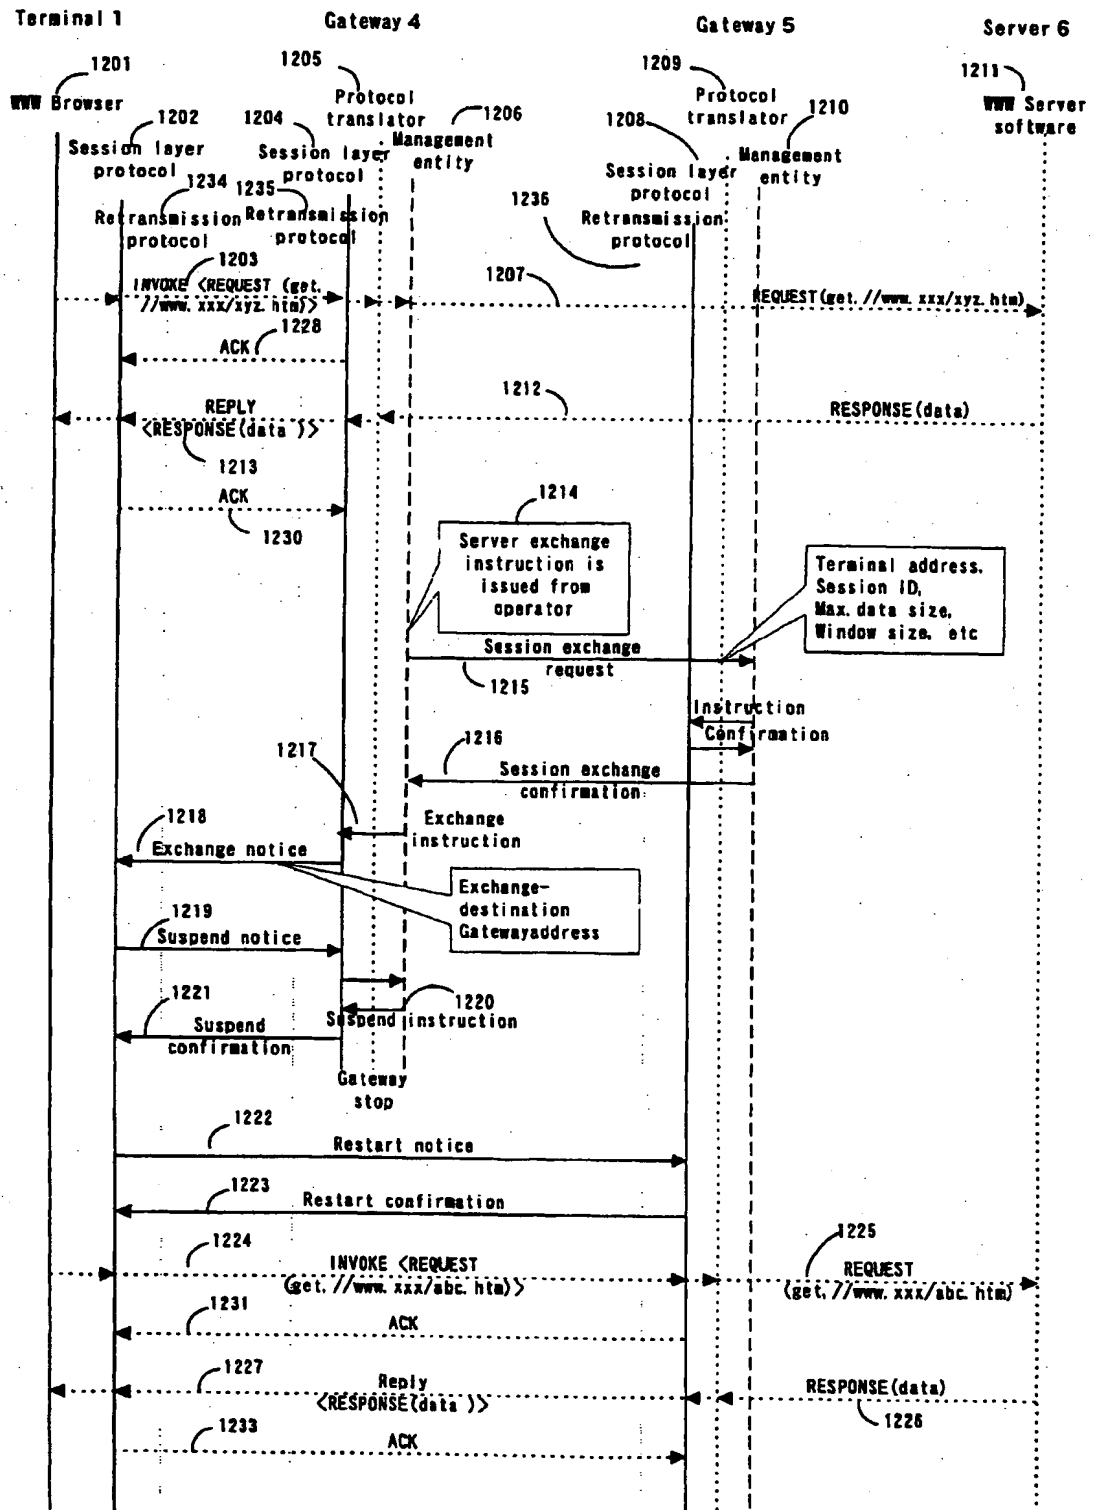 Terminal 1
Gateway 4
Gateway 5
Server 6
1201
1205
1209
1211
WWW Browser
Protocol
translator
1206
Protocol
translator
1210
WWW Server
software
1202
1204
1208
Session layer
protocol
Session layer
protocol
Management
entity
Session layer
protocol
Management
entity
1234
1235
1236
Retransmission
protocol
Retransmission
protocol
Retransmission
protocol
1203
1207
INVOKE <REQUEST (get.
//www.xxx/xyz.htm)>
REQUEST(get.//www.xxx/xyz.htm)
ACK
1228
1212
REPLY
<RESPONSE(data )>
RESPONSE(data)
1213
ACK
1230
1214
Server exchange
instruction is
issued from
operator
Terminal address.
Session ID,
Max.data size,
Window size. etc
Session exchange
request
1215
Instruction
Confirmation
1216
1217
Session exchange
confirmation
1218
Exchange
instruction
Exchange notice
Exchange-
destination
Gatewayaddress
1219
Suspend notice
1221
1220
Suspend instruction
Suspend
confirmation
Gateway
stop
1222
Restart notice
1223
Restart confirmation
1224
1225
INVOKE <REQUEST
(get.//www.xxx/abc.htm)>
REQUEST
(get.//www.xxx/abc.htm)
1231
ACK
1227
Reply
<RESPONSE(data )>
RESPONSE(data)
1226
1233
ACK